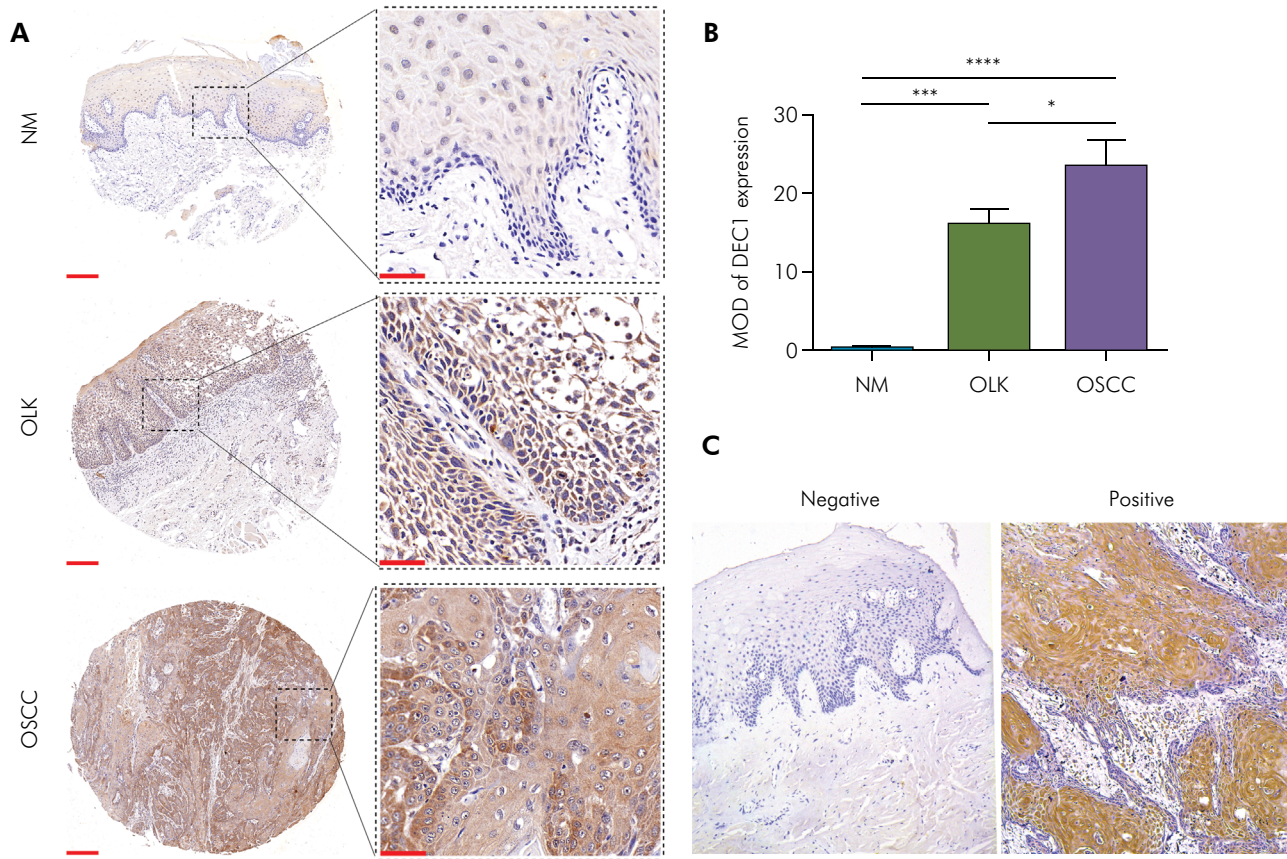 A
NM
OLK
OSCC
B
****
***
*
MOD of DEC1 expression
30
20
10
0
NM
OLK
OSCC
C
Negative
Positive